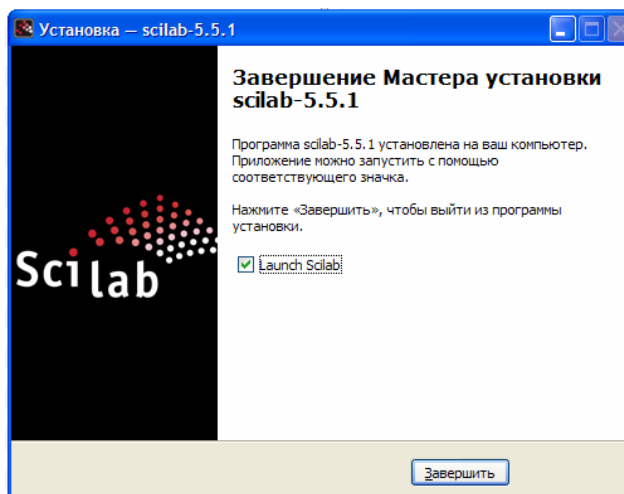 Установка — scilab-5.5.1
Завершение Мастера установки
scilab-5.5.1
Программа scilab-5.5.1 установлена на ваш компьютер.
Приложение можно запустить с помощью
соответствующего значка.
Нажмите «Завершить», чтобы выйти из программы
установки.
Launch Scilab
Scilab
Завершить